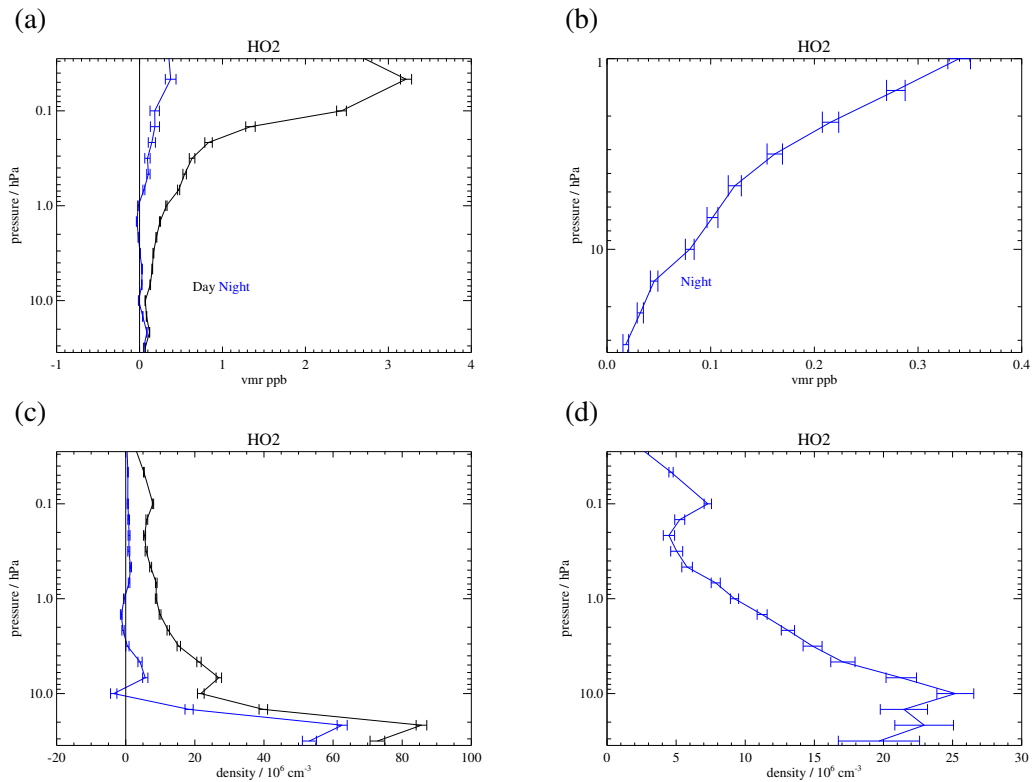 (a)
HO2
0.1
1.0
10.0
pressure / hPa
Day Night
-1 0 1 2 3 4
vmr ppb
(b)
HO2
1
10
pressure / hPa
Night
0.0 0.1 0.2 0.3 0.4
vmr ppb
(c)
HO2
0.1
1.0
10.0
pressure / hPa
-20 0 20 40 60 80 100
density / 10⁶ cm⁻³
(d)
HO2
0.1
1.0
10.0
pressure / hPa
0 5 10 15 20 25 30
density / 10⁶ cm⁻³